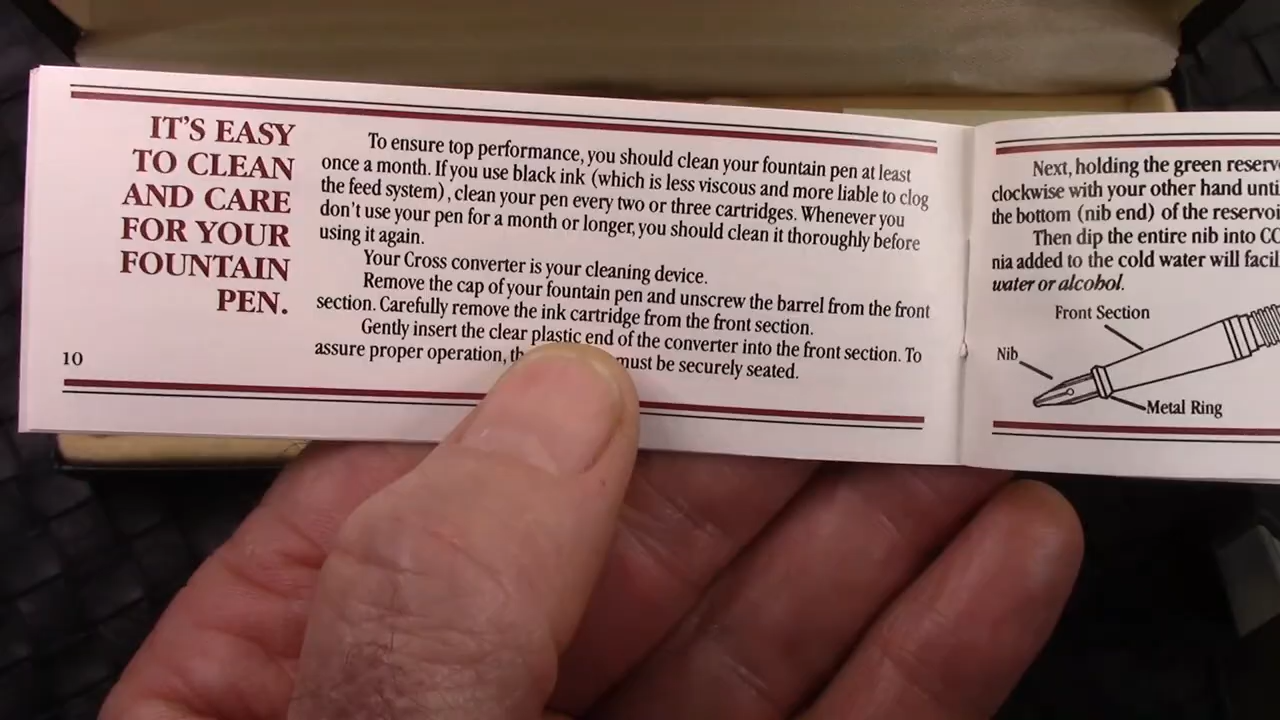 IT'S EASY
TO CLEAN
AND CARE
FOR YOUR
FOUNTAIN
PEN.
To ensure top performance, you should clean your fountain pen at least
once a month. If you use black ink (which is less viscous and more liable to clog
the feed system), clean your pen every two or three cartridges. Whenever you
don't use your pen for a month or longer, you should clean it thoroughly before
using it again.
Your Cross converter is your cleaning device.
Remove the cap of your fountain pen and unscrew the barrel from the front
section. Carefully remove the ink cartridge from the front section.
Gently insert the clear plastic end of the converter into the front section. To
assure proper operation, must be securely seated.
10
Next, holding the green
clockwise with your other hand
the bottom (nib end) of the
Then dip the entire nib into
nia added to the cold water will
water or alcohol.
Front Section
Nib
Metal Ring